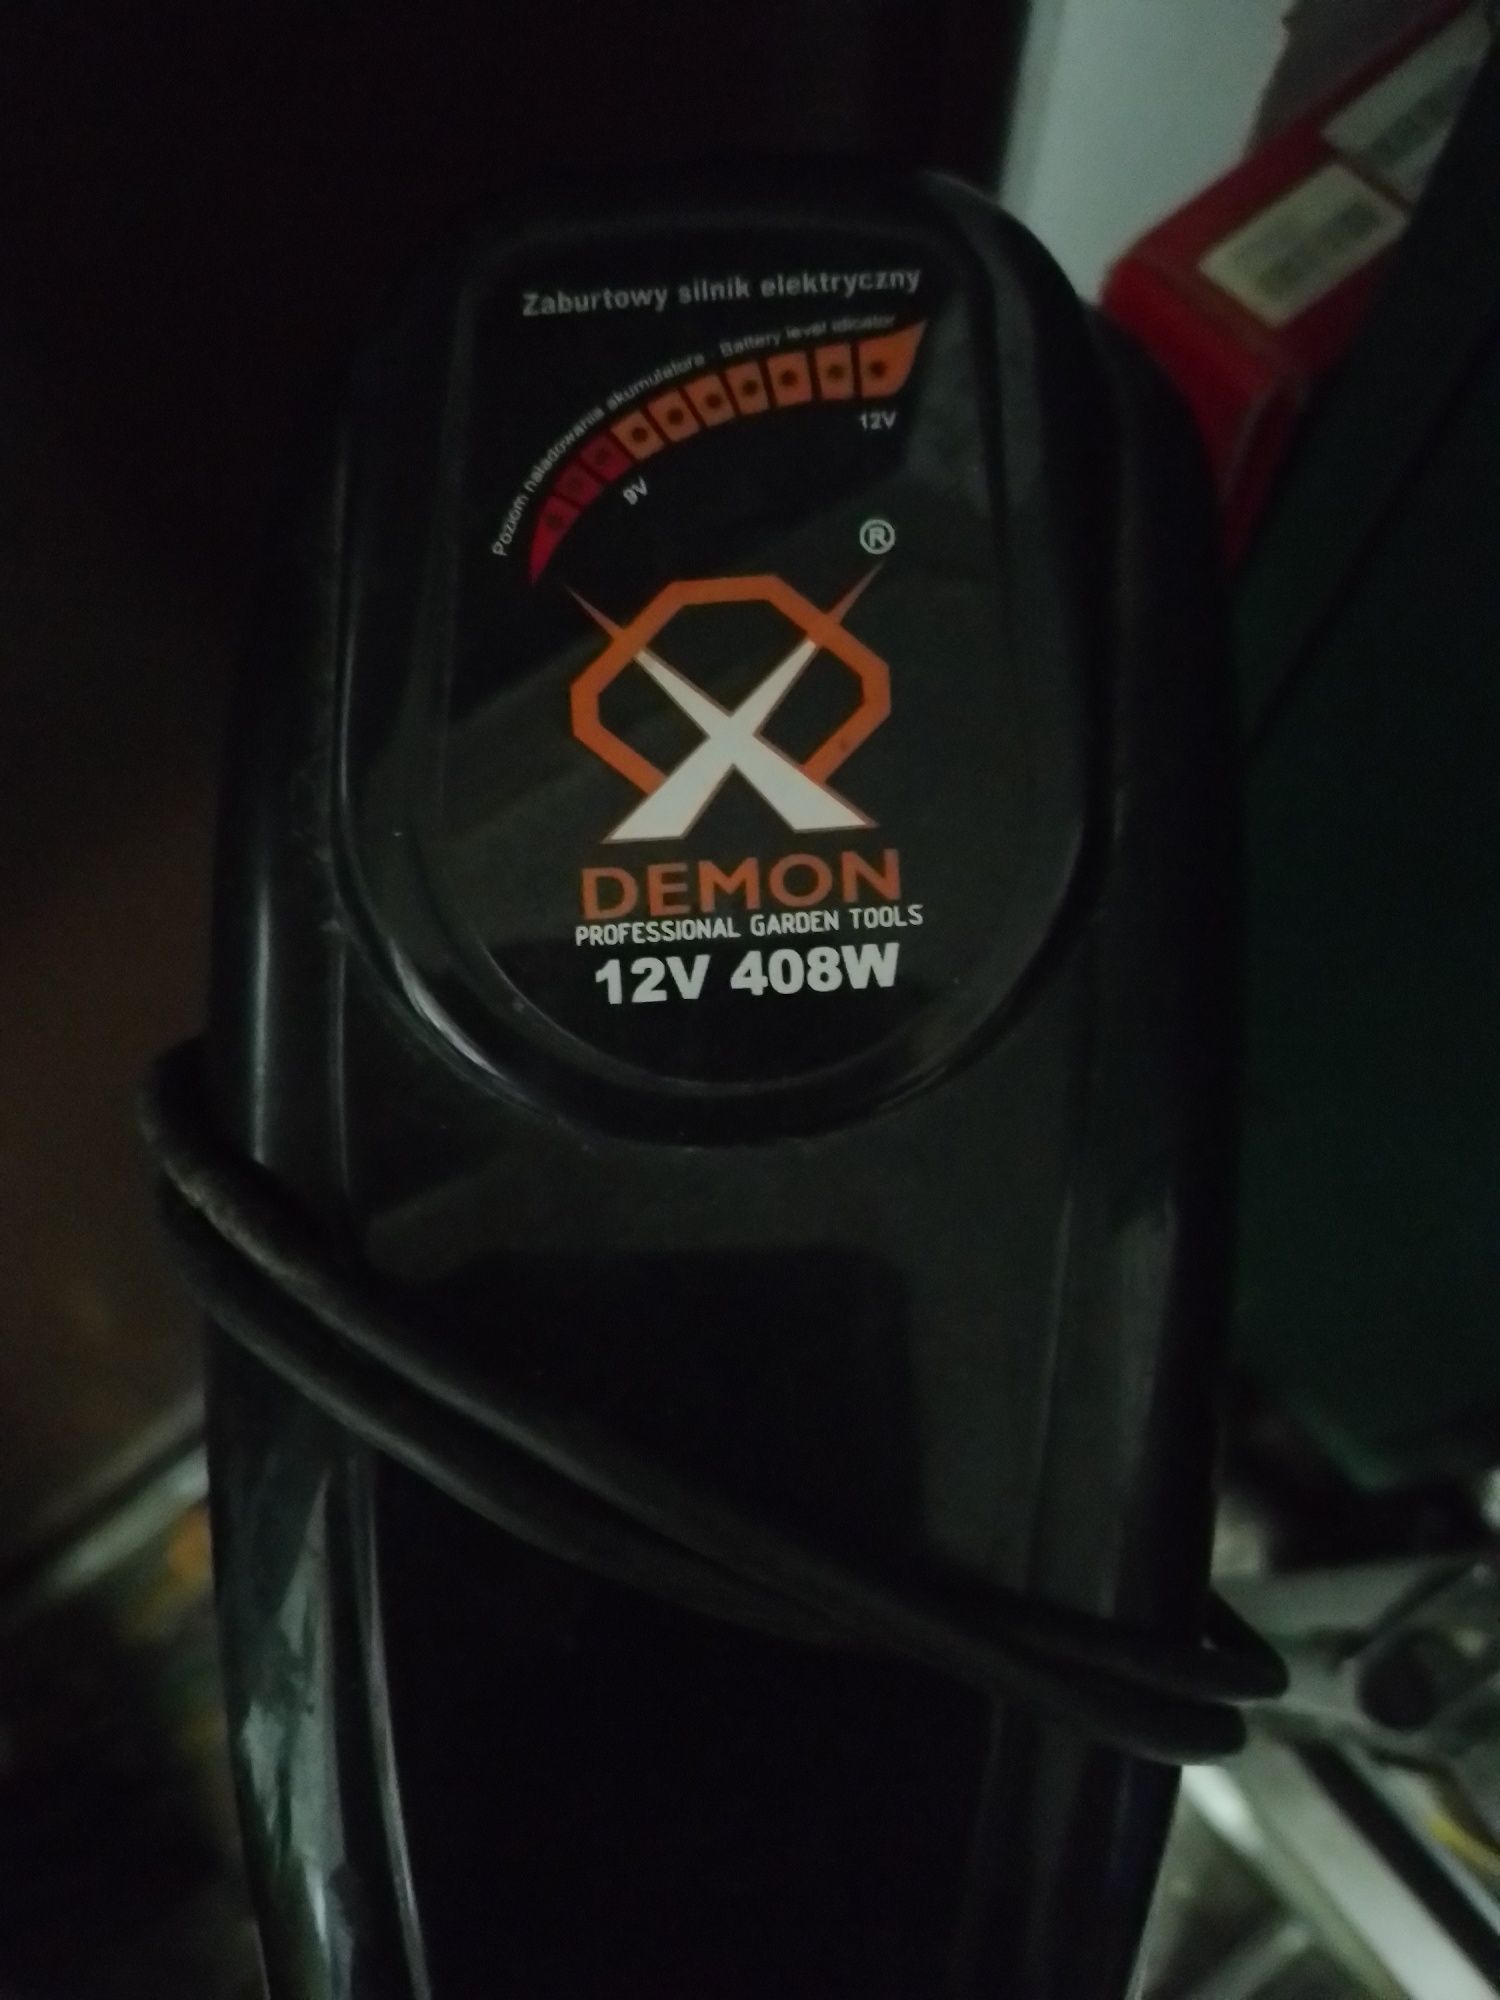 Zaburtowy silnik elektryczny
Poziom naładowania akumulatora - Battery level idicator
9V
12V
®
DEMON
PROFESSIONAL GARDEN TOOLS
12V 408W